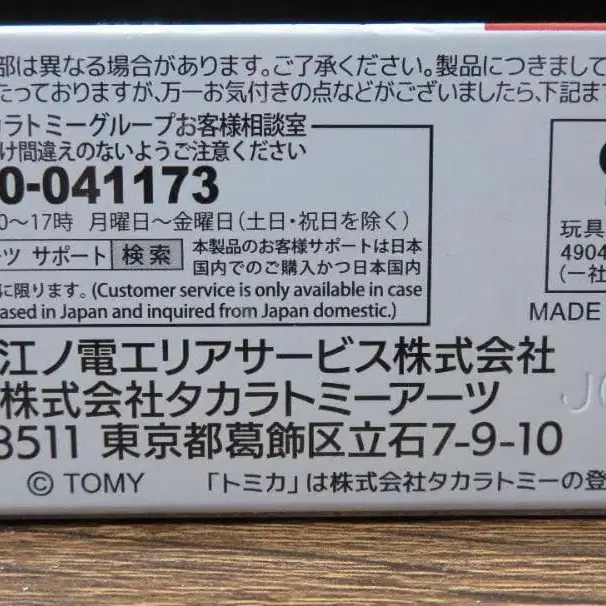 部は異なる場合があります。ご了承ください。製品につきまして
たっておりますが、万一お気付きの点などがございましたら、下記ま
カラトミーグループお客様相談室
け間違えのないようご注意ください
0-041173
0～17時 月曜日～金曜日(土日・祝日を除く)
ーツ サポート 検索
本製品のお客様サポートは日本
国内でのご購入かつ日本国内
に限ります。(Customer service is only available in case
ased in Japan and inquired from Japan domestic.)
玩具
4904
(一社
MADE
江ノ電エリアサービス株式会社
株式会社タカラトミーアーツ
8511 東京都葛飾区立石7-9-10
© TOMY 「トミカ」は株式会社タカラトミーの登